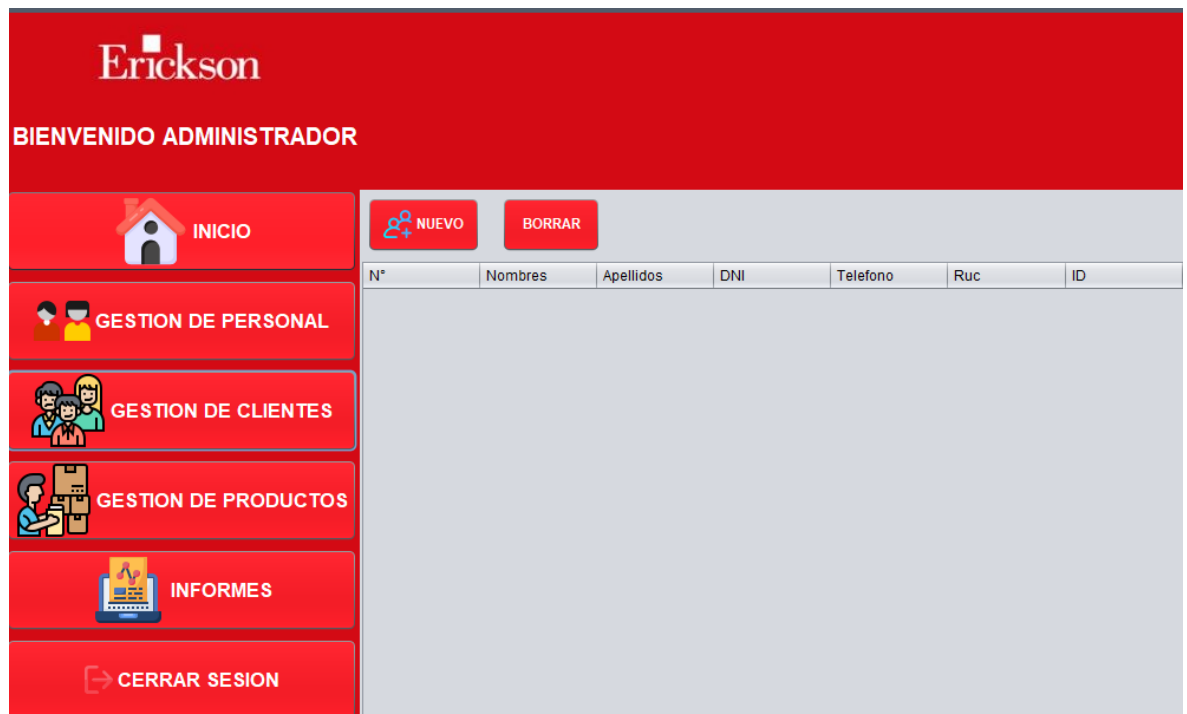 Erickson
BIENVENIDO ADMINISTRADOR
INICIO
GESTION DE PERSONAL
GESTION DE CLIENTES
GESTION DE PRODUCTOS
INFORMES
CERRAR SESION
NUEVO BORRAR
N° Nombres Apellidos DNI Telefono Ruc ID